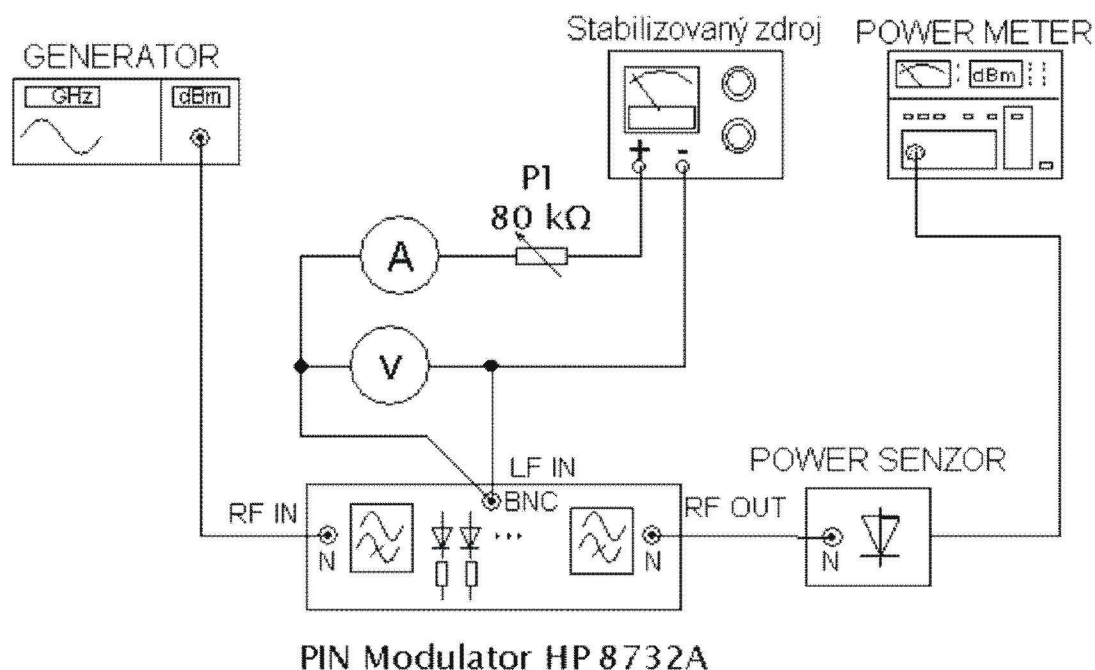 GENERATOR
Stabilizovaný zdroj
POWER METER
GHz
dBm
dBm
+ -
P1
80 kΩ
A
V
LF IN
BNC
POWER SENZOR
RF IN
RF OUT
N
N
N
PIN Modulator HP 8732A